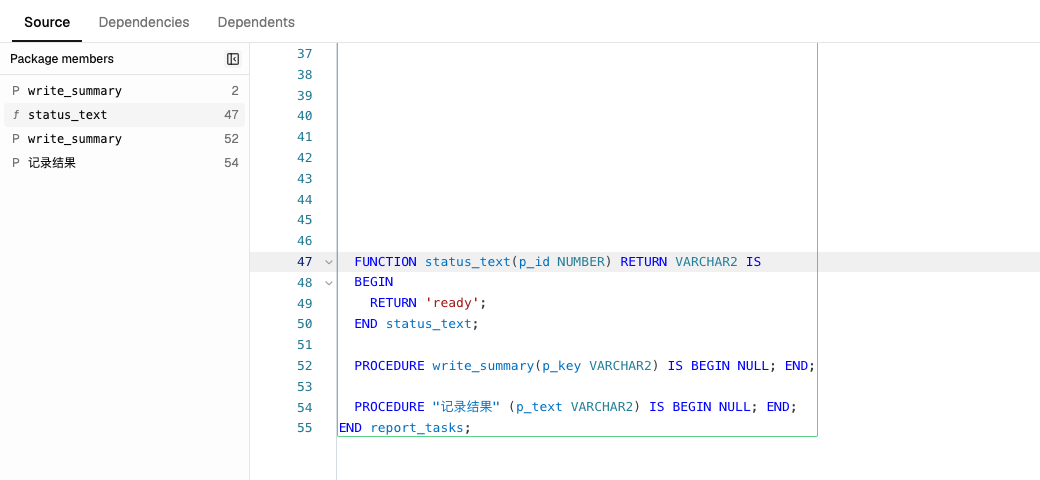 Source Dependencies Dependents
Package members
P write_summary 2
f status_text 47
P write_summary 52
P 记录结果 54
37
38
39
40
41
42
43
44
45
46
47 FUNCTION status_text(p_id NUMBER) RETURN VARCHAR2 IS
48 BEGIN
49 RETURN 'ready';
50 END status_text;
51
52 PROCEDURE write_summary(p_key VARCHAR2) IS BEGIN NULL; END;
53
54 PROCEDURE "记录结果" (p_text VARCHAR2) IS BEGIN NULL; END;
55 END report_tasks;